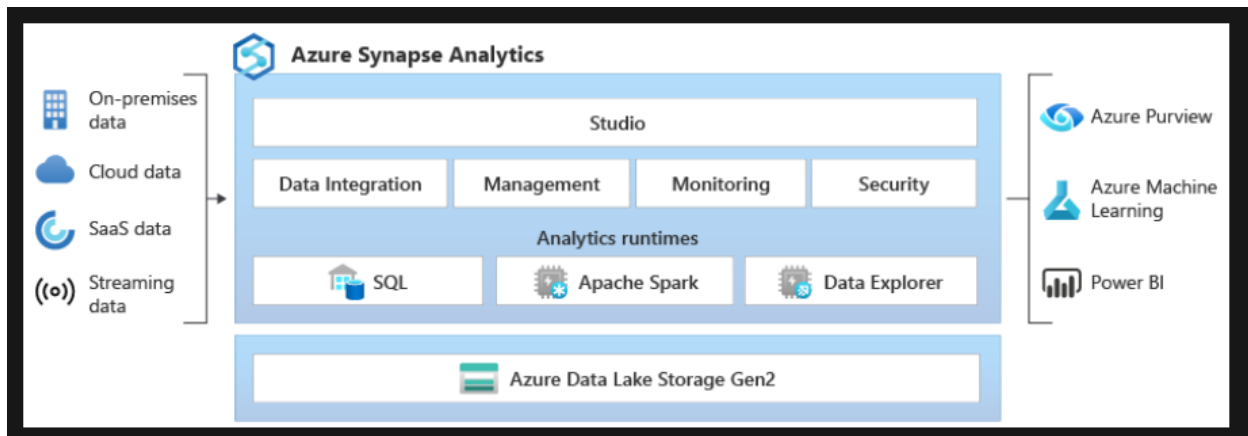 Azure Synapse Analytics
On-premises
data
Cloud data
SaaS data
Streaming
data
Studio
Data Integration
Management
Monitoring
Security
Analytics runtimes
SQL
Apache Spark
Data Explorer
Azure Data Lake Storage Gen2
Azure Purview
Azure Machine
Learning
Power BI